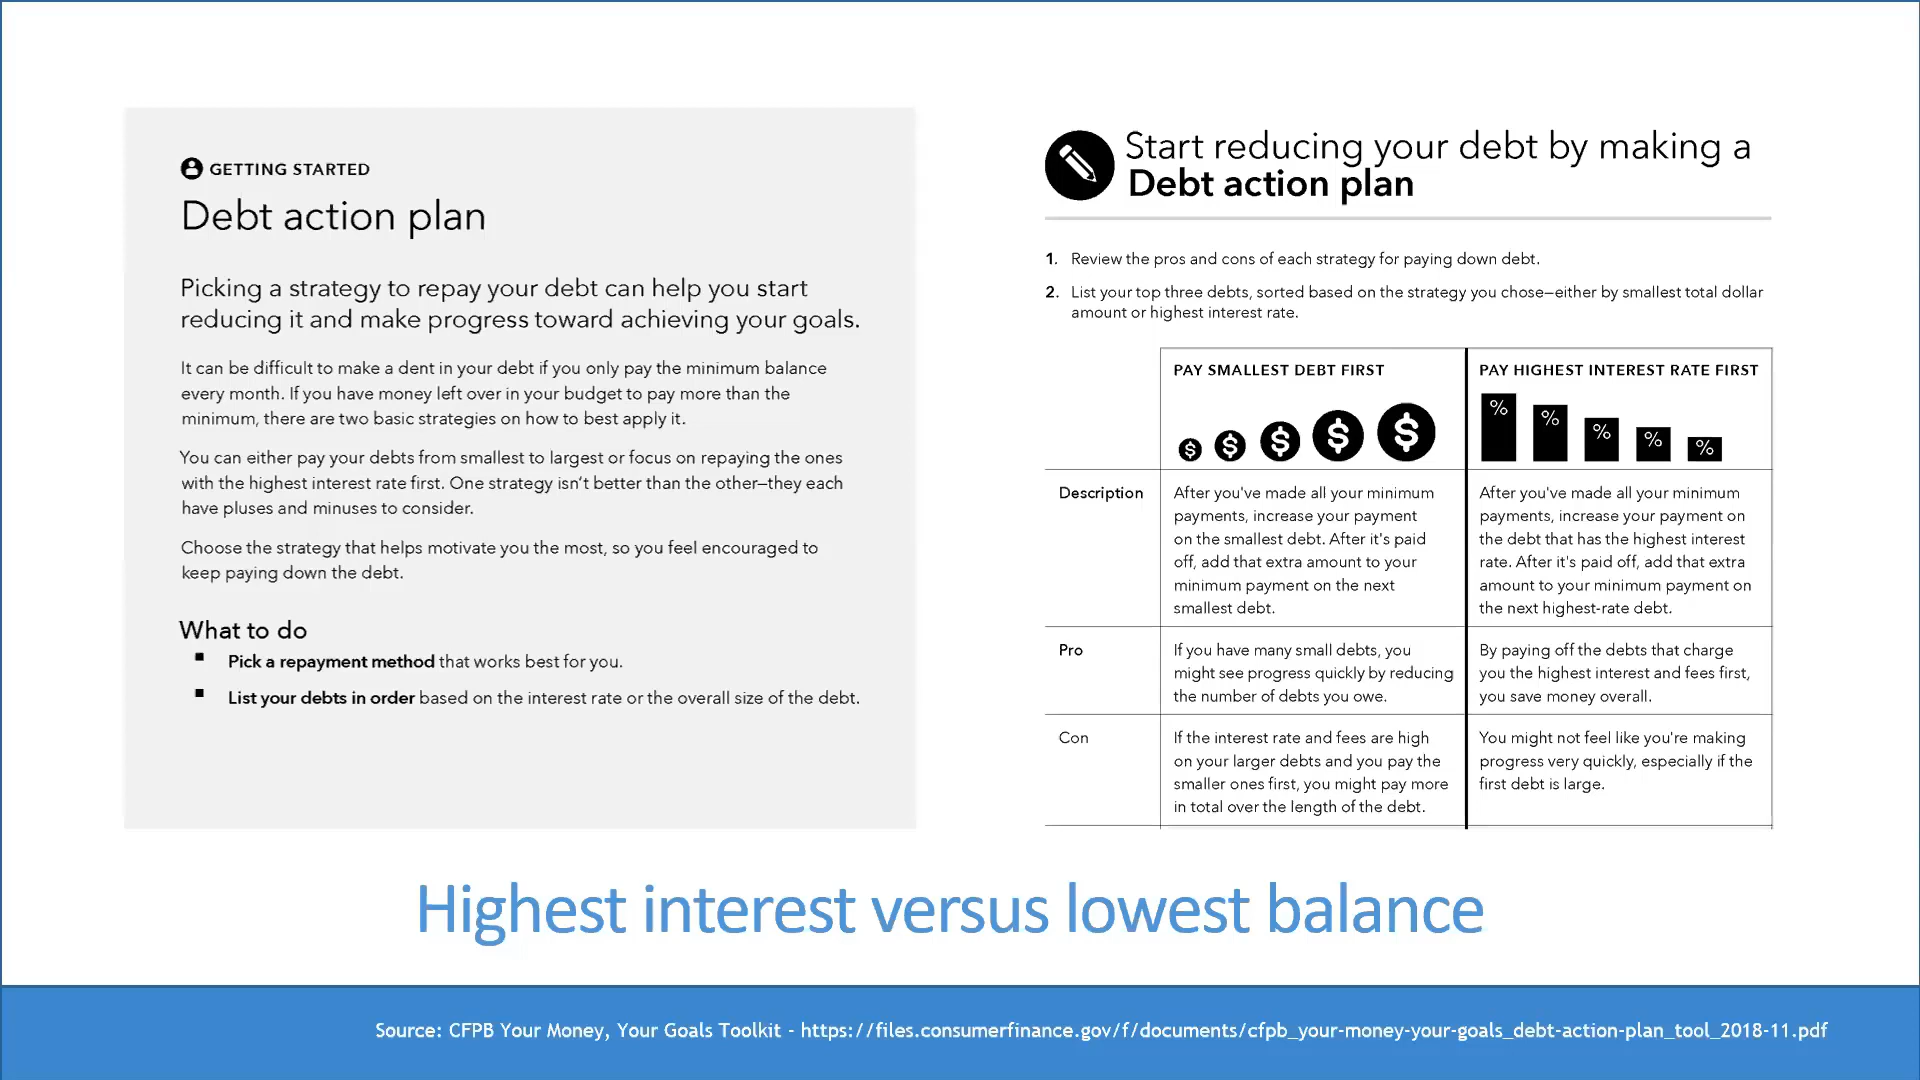 GETTING STARTED
Debt action plan
Picking a strategy to repay your debt can help you start
reducing it and make progress toward achieving your goals.
It can be difficult to make a dent in your debt if you only pay the minimum balance
every month. If you have money left over in your budget to pay more than the
minimum, there are two basic strategies on how to best apply it.
You can either pay your debts from smallest to largest or focus on repaying the ones
with the highest interest rate first. One strategy isn't better than the other—they each
have pluses and minuses to consider.
Choose the strategy that helps motivate you the most, so you feel encouraged to
keep paying down the debt.
What to do
▪ Pick a repayment method that works best for you.
▪ List your debts in order based on the interest rate or the overall size of the debt.
Start reducing your debt by making a
Debt action plan
1. Review the pros and cons of each strategy for paying down debt.
2. List your top three debts, sorted based on the strategy you chose—either by smallest total dollar
amount or highest interest rate.
PAY SMALLEST DEBT FIRST
$ $ $ $ $
PAY HIGHEST INTEREST RATE FIRST
% % % % %
Description
After you've made all your minimum
payments, increase your payment
on the smallest debt. After it's paid
off, add that extra amount to your
minimum payment on the next
smallest debt.
After you've made all your minimum
payments, increase your payment on
the debt that has the highest interest
rate. After it's paid off, add that extra
amount to your minimum payment on
the next highest-rate debt.
Pro
If you have many small debts, you
might see progress quickly by reducing
the number of debts you owe.
By paying off the debts that charge
you the highest interest and fees first,
you save money overall.
Con
If the interest rate and fees are high
on your larger debts and you pay the
smaller ones first, you might pay more
in total over the length of the debt.
You might not feel like you're making
progress very quickly, especially if the
first debt is large.
Highest interest versus lowest balance
Source: CFPB Your Money, Your Goals Toolkit - https://files.consumerfinance.gov/f/documents/cfpb_your-money-your-goals_debt-action-plan_tool_2018-11.pdf